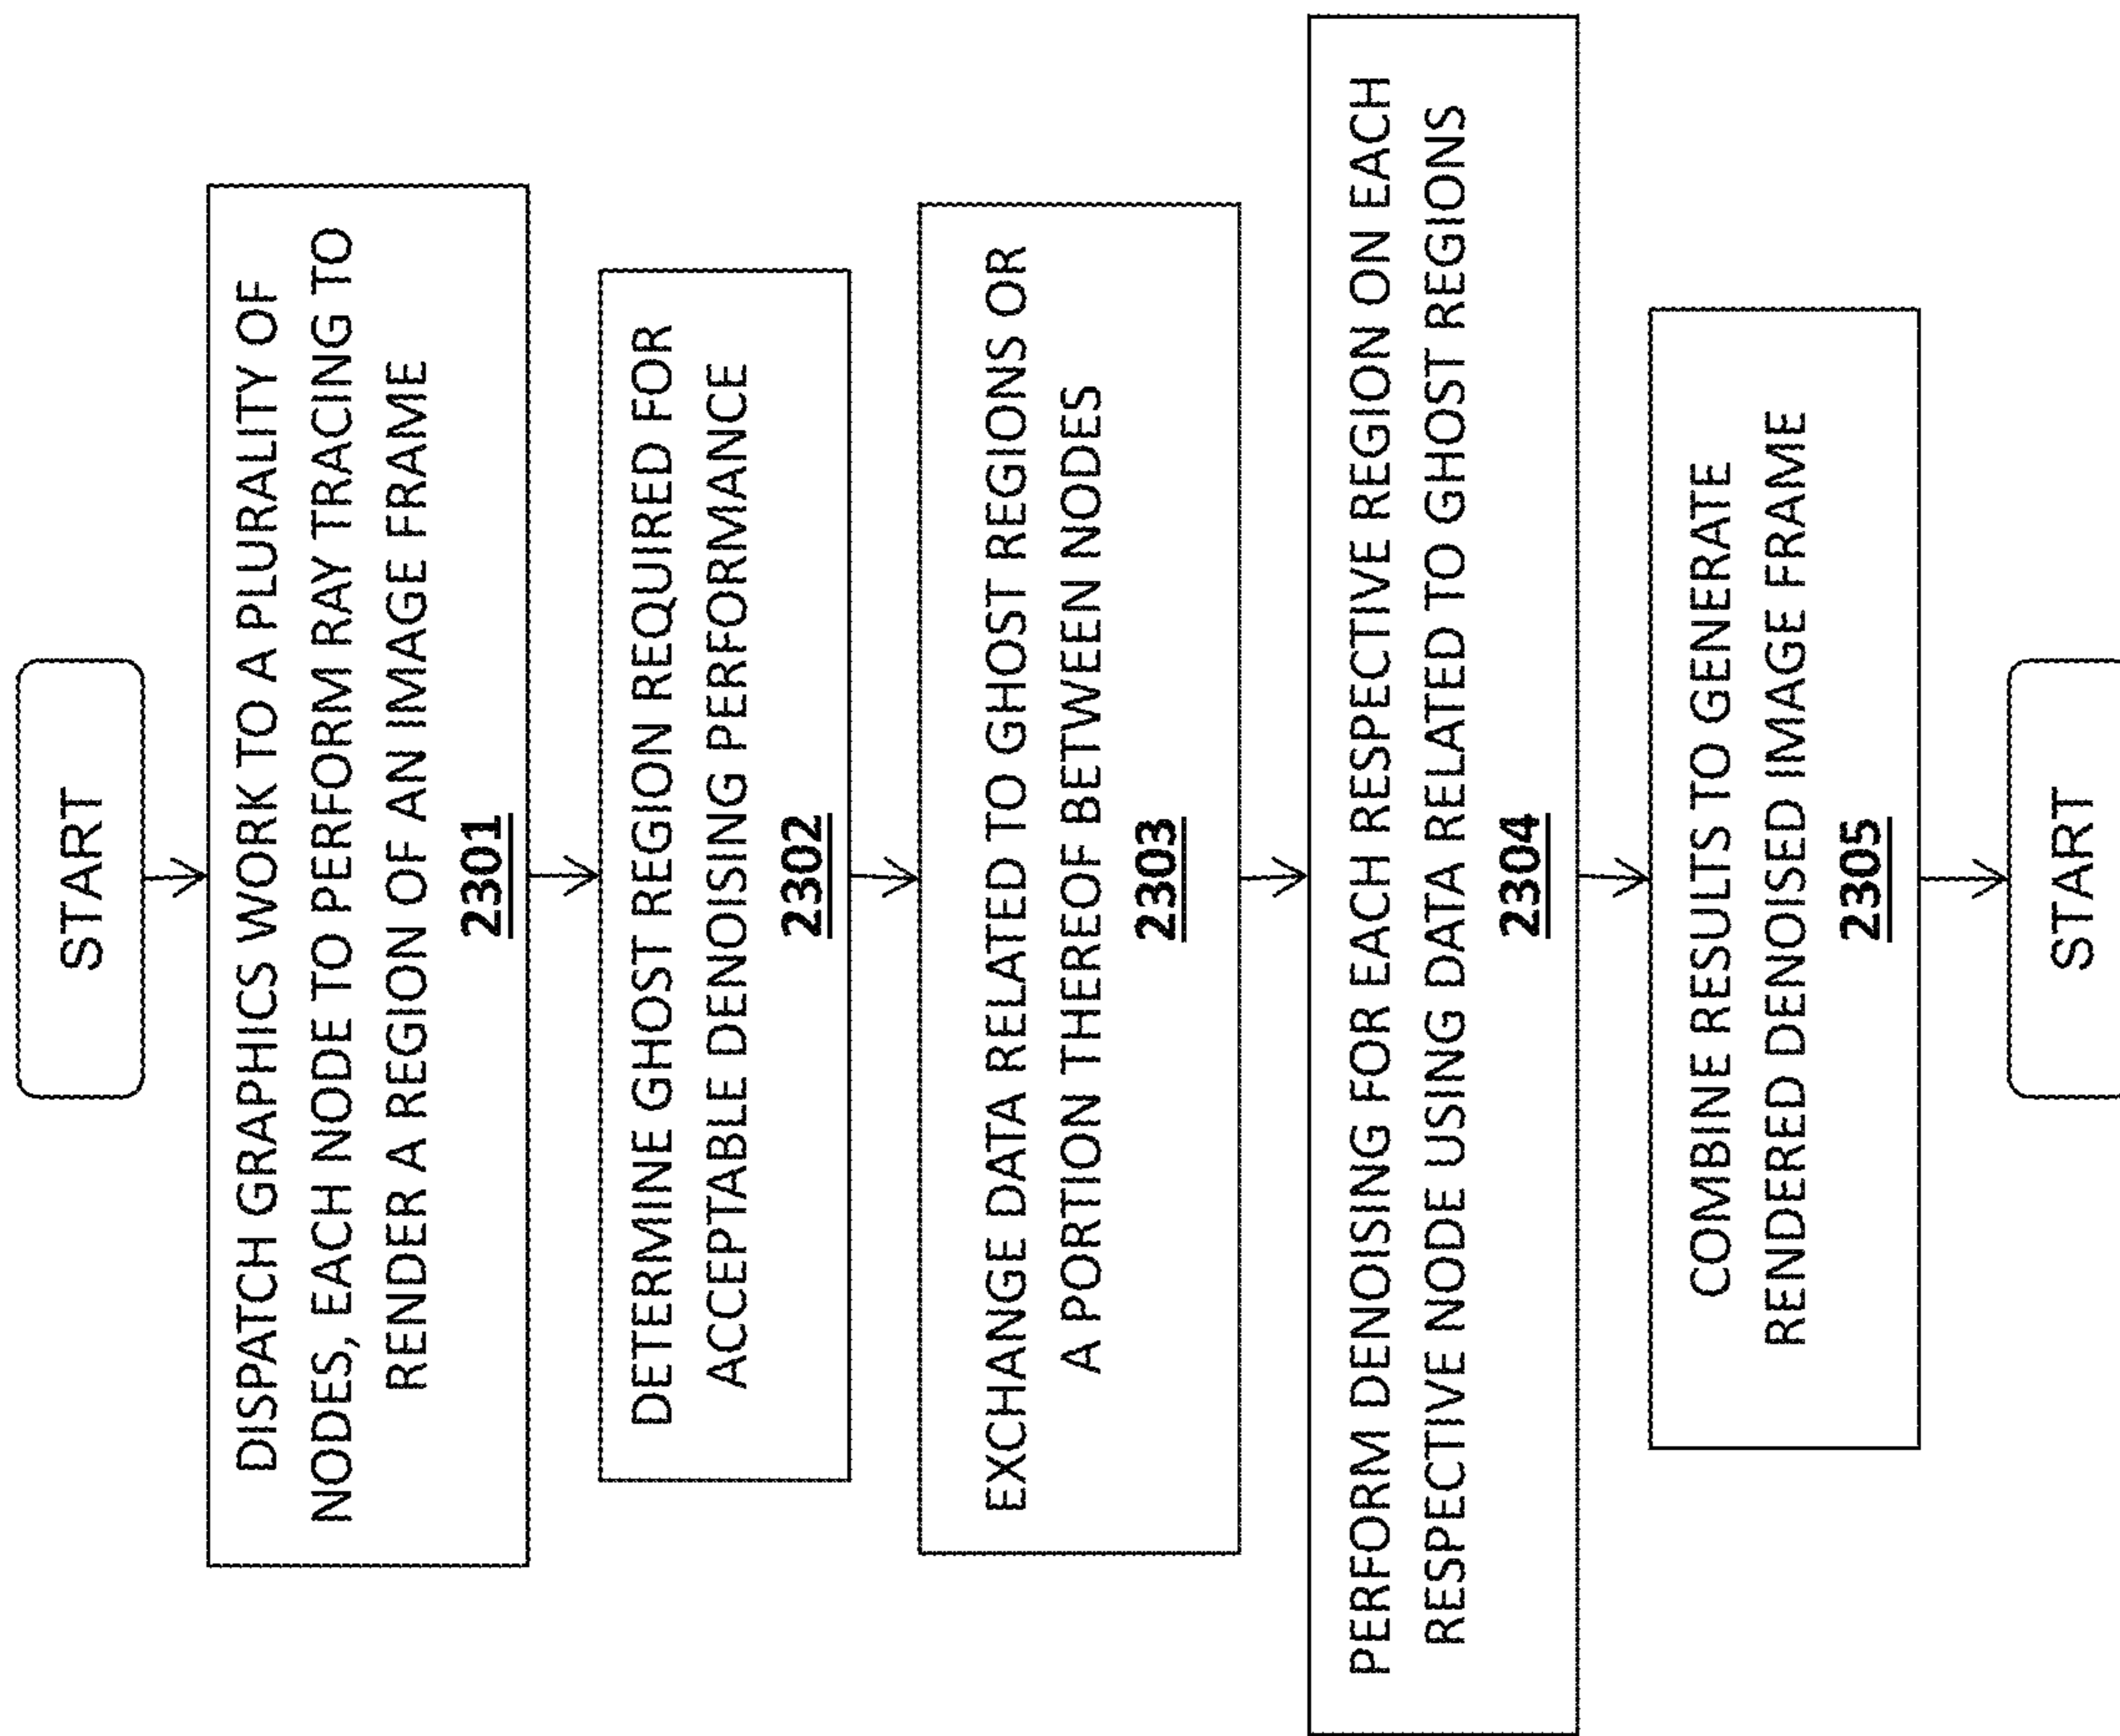 START
DISPATCH GRAPHICS WORK TO A PLURALITY OF
NODES, EACH NODE TO PERFORM RAY TRACING TO
RENDER A REGION OF AN IMAGE FRAME
2301
DETERMINE GHOST REGION REQUIRED FOR
ACCEPTABLE DENOISING PERFORMANCE
2302
EXCHANGE DATA RELATED TO GHOST REGIONS OR
A PORTION THEREOF BETWEEN NODES
2303
PERFORM DENOISING FOR EACH RESPECTIVE REGION ON EACH
RESPECTIVE NODE USING DATA RELATED TO GHOST REGIONS
2304
COMBINE RESULTS TO GENERATE
RENDERED DENOISED IMAGE FRAME
2305
START